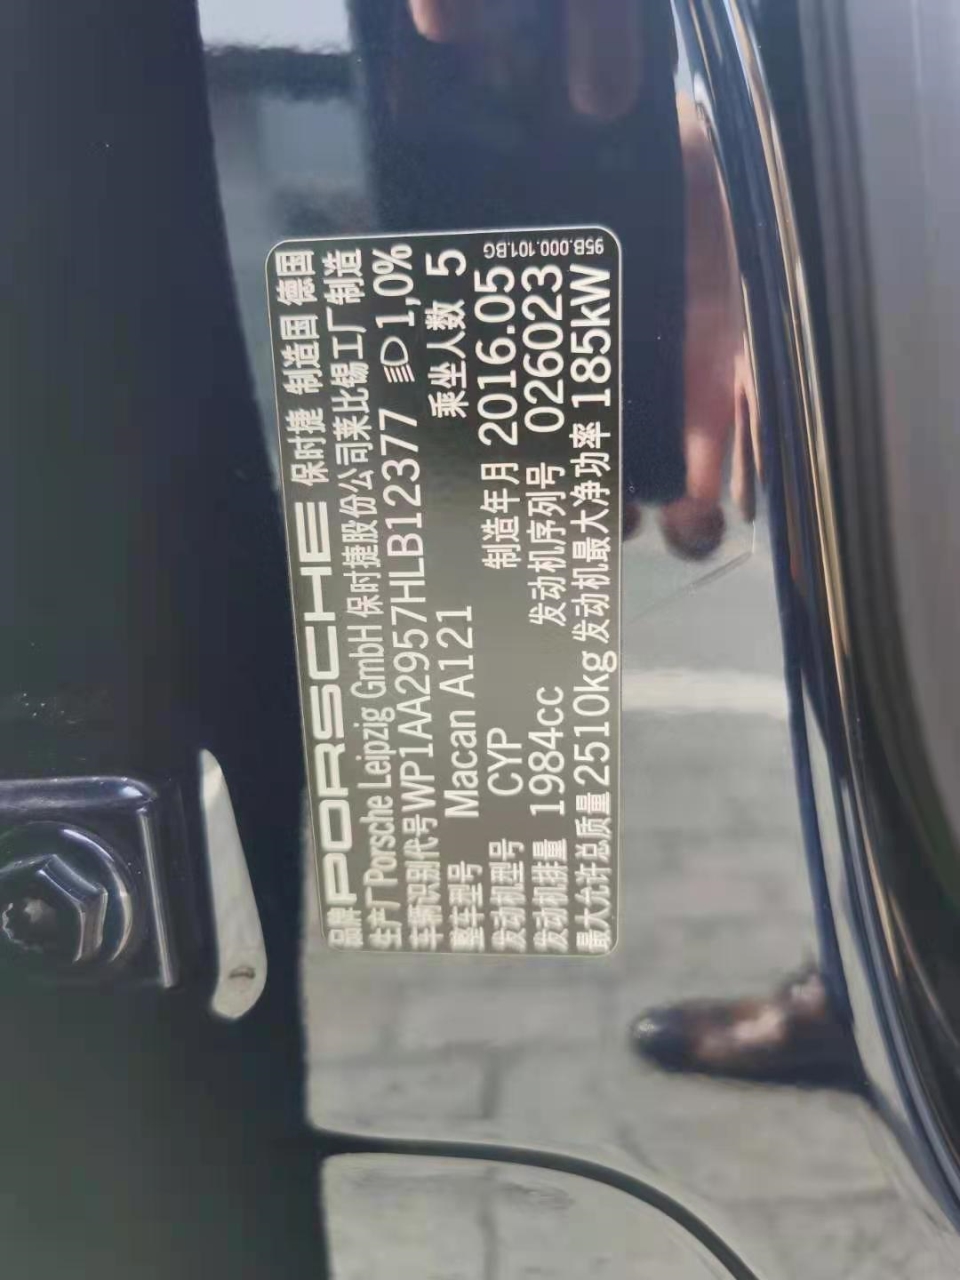 品牌 PORSCHE 保时捷 制造国 德国
生产厂 Porsche Leipzig GmbH 保时捷股份公司莱比锡工厂制造
车辆识别代号 WP1AA2957HLB12377 1,0%
整车型号 Macan A121 乘坐人数 5
发动机型号 CYP 制造年月 2016.05
发动机排量 1984cc 发动机序列号 026023
最大允许总质量 2510kg 发动机最大净功率 185kW
95B.000.101.BG